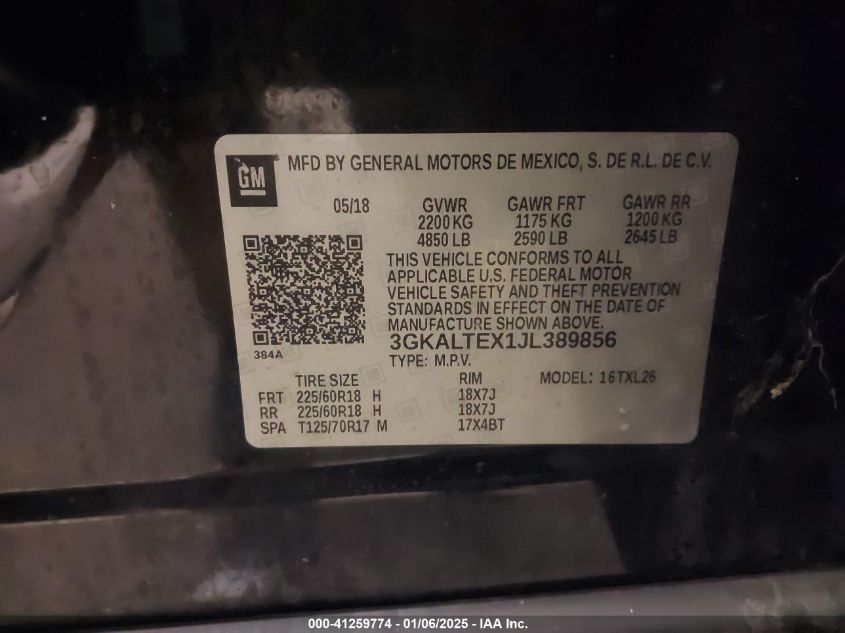 GM ® MFD BY GENERAL MOTORS DE MEXICO, S. DE R.L. DE C.V.
05/18 GVWR GAWR FRT GAWR RR
2200 KG 1175 KG 1200 KG
4850 LB 2590 LB 2645 LB
THIS VEHICLE CONFORMS TO ALL
APPLICABLE U.S. FEDERAL MOTOR
VEHICLE SAFETY AND THEFT PREVENTION
STANDARDS IN EFFECT ON THE DATE OF
MANUFACTURE SHOWN ABOVE.
3GKALTEX1JL389856
384A
TYPE: M.P.V.
TIRE SIZE RIM MODEL: 16TXL26
FRT 225/60R18 H 18X7J
RR 225/60R18 H 18X7J
SPA T125/70R17 M 17X4BT
000-41259774 — 01/06/2025 — IAA Inc.